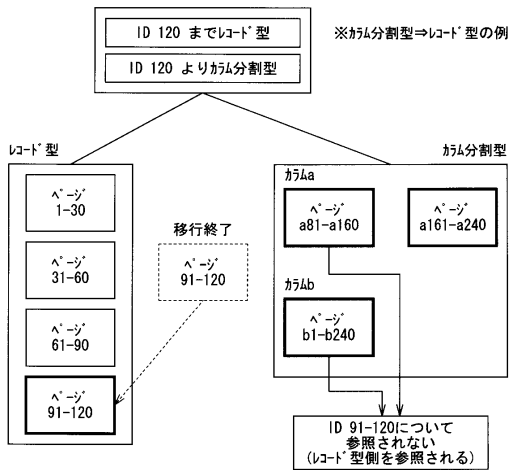 ID 120 までﾚｺｰﾄﾞ型
ID 120 よりｶﾗﾑ分割型
※ｶﾗﾑ分割型⇒ﾚｺｰﾄﾞ型の例
ﾚｺｰﾄﾞ型
ﾍﾟｰｼﾞ
1-30
ﾍﾟｰｼﾞ
31-60
ﾍﾟｰｼﾞ
61-90
ﾍﾟｰｼﾞ
91-120
移行終了
ﾍﾟｰｼﾞ
91-120
ｶﾗﾑ分割型
ｶﾗﾑa
ﾍﾟｰｼﾞ
a81-a160
ﾍﾟｰｼﾞ
a161-a240
ｶﾗﾑb
ﾍﾟｰｼﾞ
b1-b240
ID 91-120について
参照されない
(ﾚｺｰﾄﾞ型側を参照される)